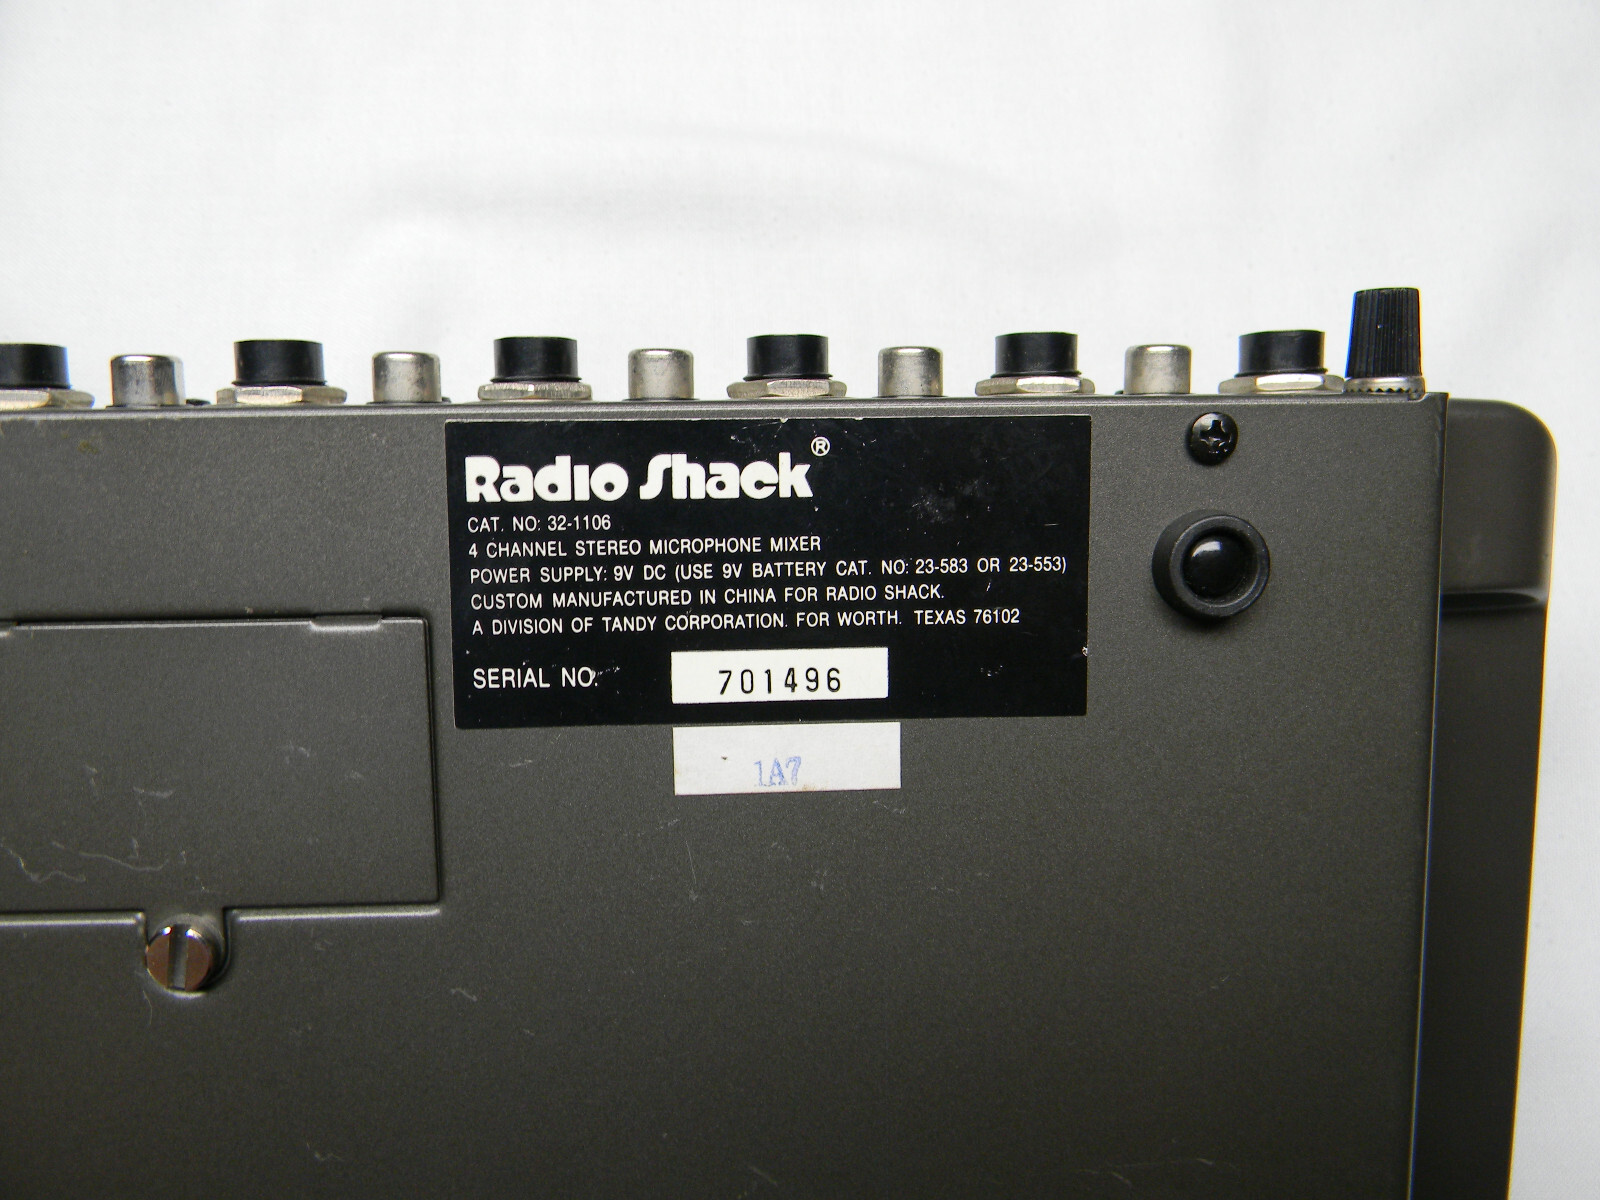 Radio Shack®
CAT. NO: 32-1106
4 CHANNEL STEREO MICROPHONE MIXER
POWER SUPPLY: 9V DC (USE 9V BATTERY CAT. NO: 23-583 OR 23-553)
CUSTOM MANUFACTURED IN CHINA FOR RADIO SHACK.
A DIVISION OF TANDY CORPORATION. FOR WORTH. TEXAS 76102
SERIAL NO: 701496
1A7